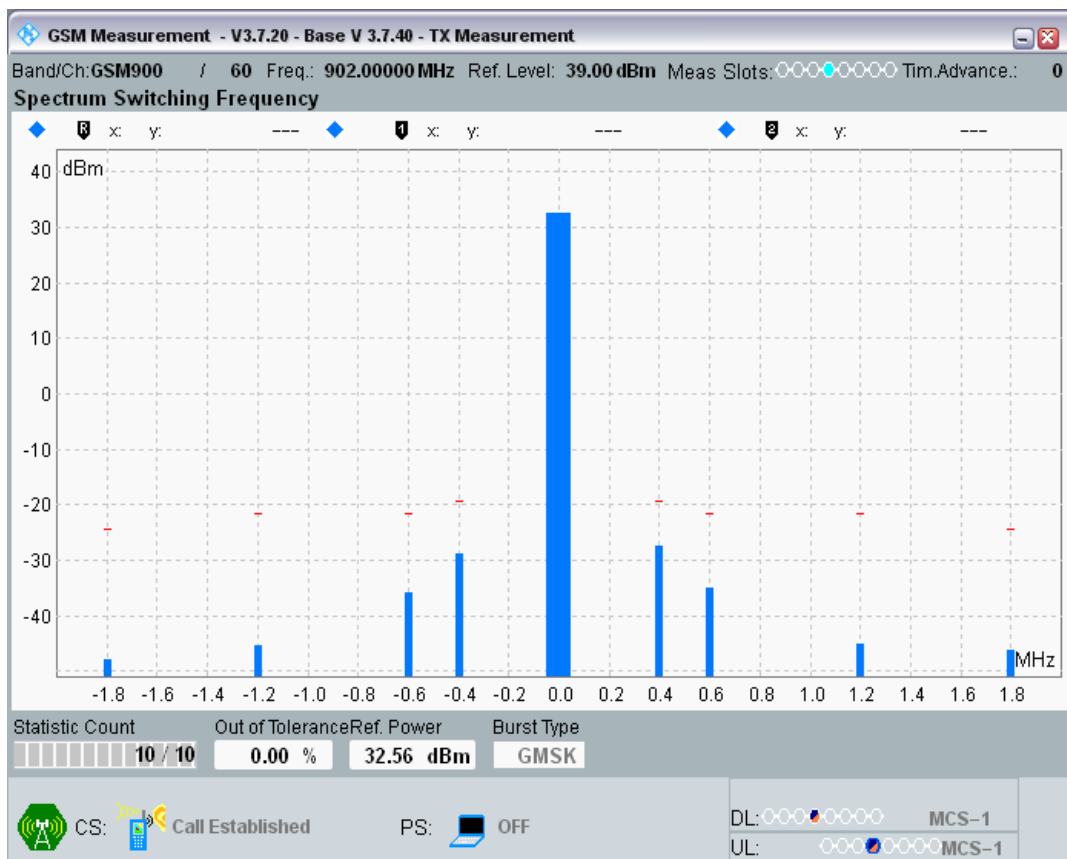 GSM Measurement - V3.7.20 - Base V 3.7.40 - TX Measurement
Band/Ch:GSM900 / 60 Freq.: 902.00000 MHz Ref. Level: 39.00 dBm Meas Slots: Tim.Advance.: 0
Spectrum Switching Frequency
R x: y: --- 1 x: y: --- 2 x: y: ---
dBm
40
30
20
10
0
-10
-20
-30
-40
MHz
-1.8 -1.6 -1.4 -1.2 -1.0 -0.8 -0.6 -0.4 -0.2 0.0 0.2 0.4 0.6 0.8 1.0 1.2 1.4 1.6 1.8
Statistic Count Out of Tolerance Ref. Power Burst Type
10 / 10 0.00 % 32.56 dBm GMSK
CS: Call Established PS: OFF
DL: MCS-1
UL: MCS-1